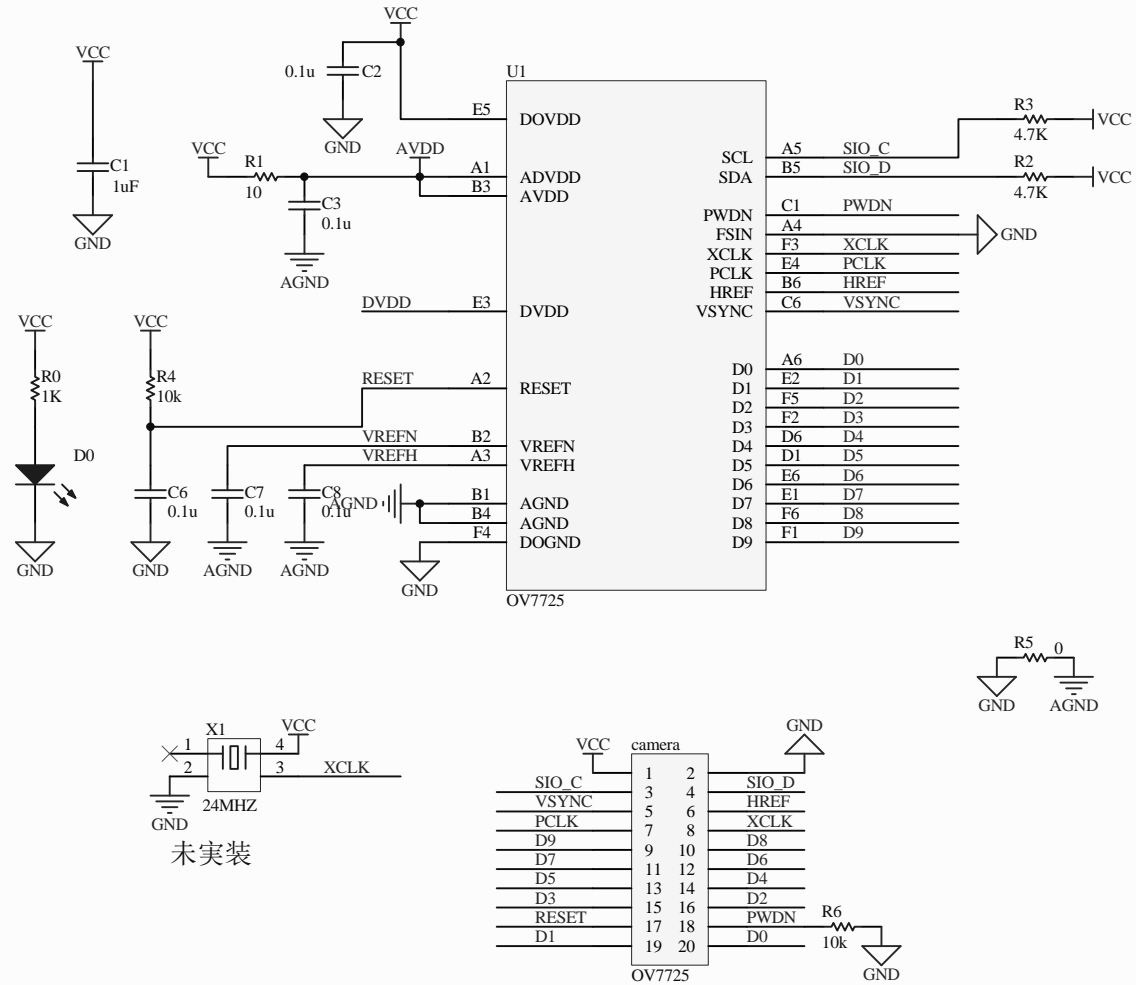 VCC
VCC
C1
1uF
GND
0.1u
C2
GND
VCC
R1
10
AVDD
C3
0.1u
AGND
U1
E5 DOVDD
A1 ADVDD
B3 AVDD
DVDD E3 DVDD
RESET A2 RESET
VREFN B2 VREFN
VREFH A3 VREFH
AGND B1 AGND
B4 AGND
F4 DOGND
GND
OV7725
SCL A5 SIO_C
SDA B5 SIO_D
PWDN C1 PWDN
FSIN A4
GND
XCLK F3 XCLK
PCLK E4 PCLK
HREF B6 HREF
VSYNC C6 VSYNC
D0 A6 D0
D1 E2 D1
D2 F5 D2
D3 F2 D3
D4 D6 D4
D5 D1 D5
D6 E6 D6
D7 E1 D7
D8 F6 D8
D9 F1 D9
R3
4.7K
VCC
R2
4.7K
VCC
VCC
R0
1K
D0
GND
VCC
R4
10k
C6
0.1u
GND
C7
0.1u
AGND
C8
0.1u
AGND
R5 0
GND
AGND
X1
VCC
1 4
2 3 XCLK
24MHZ
GND
未実装
GND
VCC
camera
1 2
SIO_C 3 4 SIO_D
VSYNC 5 6 HREF
PCLK 7 8 XCLK
D9 9 10 D8
D7 11 12 D6
D5 13 14 D4
D3 15 16 D2
RESET 17 18 PWDN
D1 19 20 D0
R6
10k
GND
OV7725